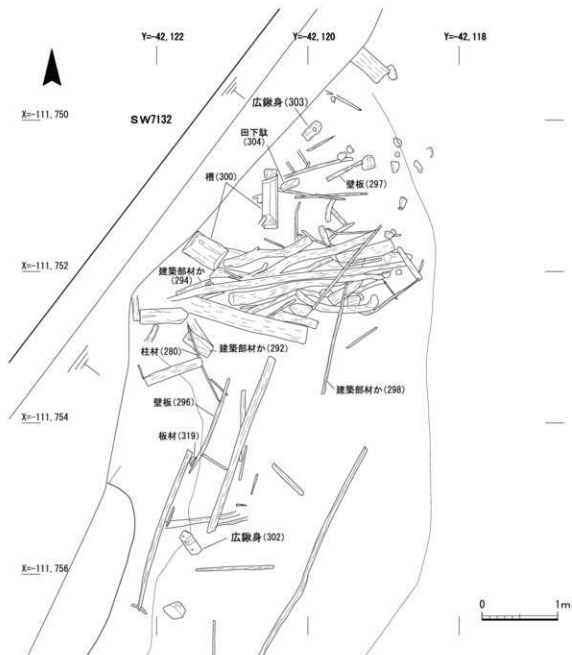 Y=-42,122
Y=-42,120
Y=-42,118
X=-111,750
SW7132
広鍬身(303)
田下駄
(304)
槽(300)
壁板(297)
X=-111,752
建築部材か
(294)
柱材(280)
建築部材か(292)
壁板(296)
建築部材か(298)
X=-111,754
板材(319)
広鍬身(302)
X=-111,756
0
1m